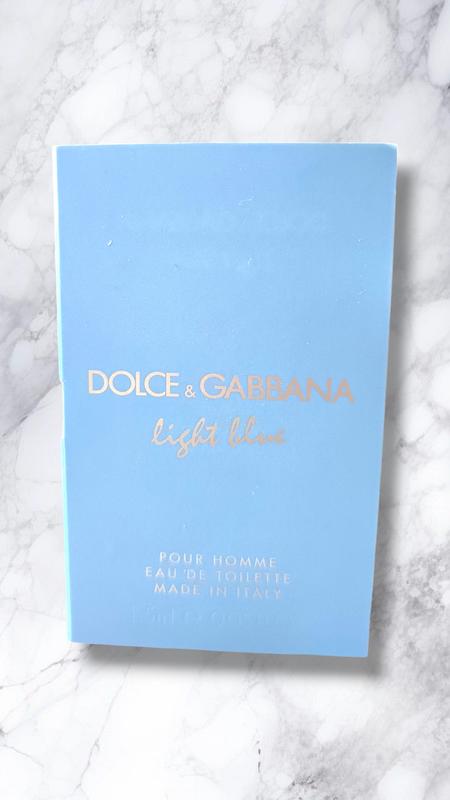 DOLCE & GABBANA
light blue
POUR HOMME
EAU DE TOILETTE
MADE IN ITALY